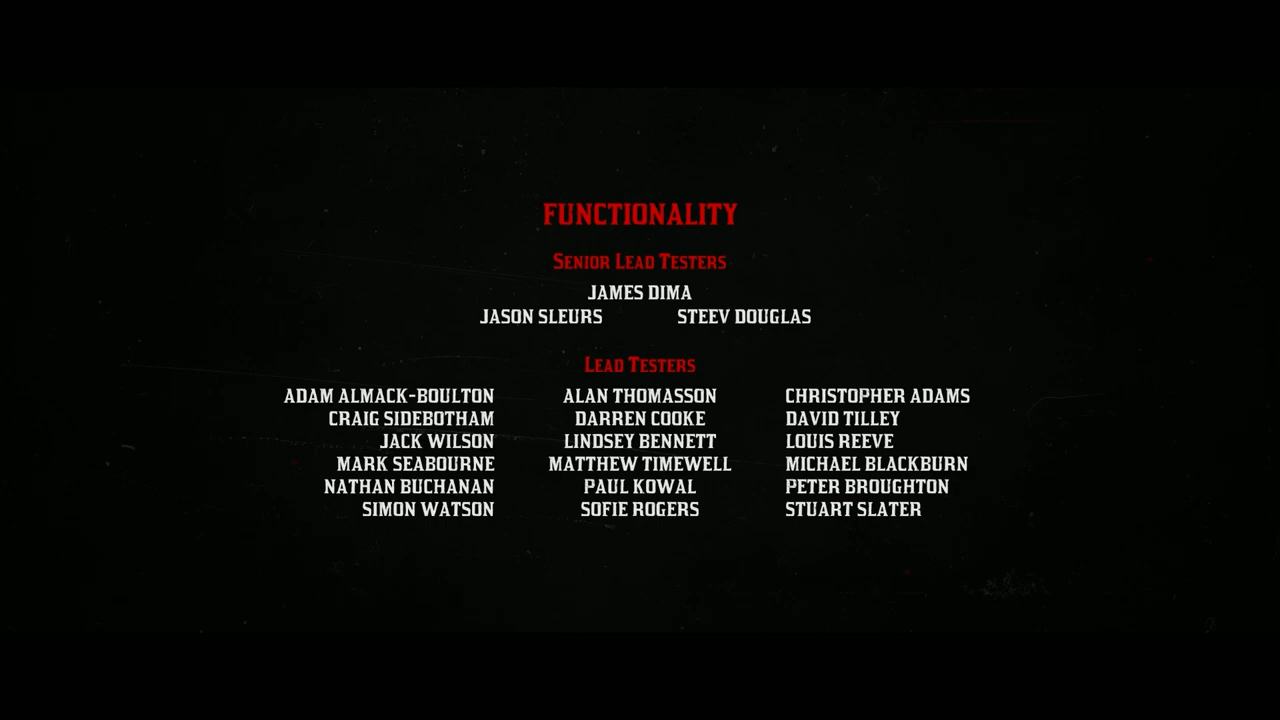 FUNCTIONALITY
SENIOR LEAD TESTERS
JAMES DIMA
JASON SLEURS STEEV DOUGLAS
LEAD TESTERS
ADAM ALMACK-BOULTON ALAN THOMASSON CHRISTOPHER ADAMS
CRAIG SIDEBOTHAM DARREN COOKE DAVID TILLEY
JACK WILSON LINDSEY BENNETT LOUIS REEVE
MARK SEABOURNE MATTHEW TIMEWELL MICHAEL BLACKBURN
NATHAN BUCHANAN PAUL KOWAL PETER BROUGHTON
SIMON WATSON SOFIE ROGERS STUART SLATER